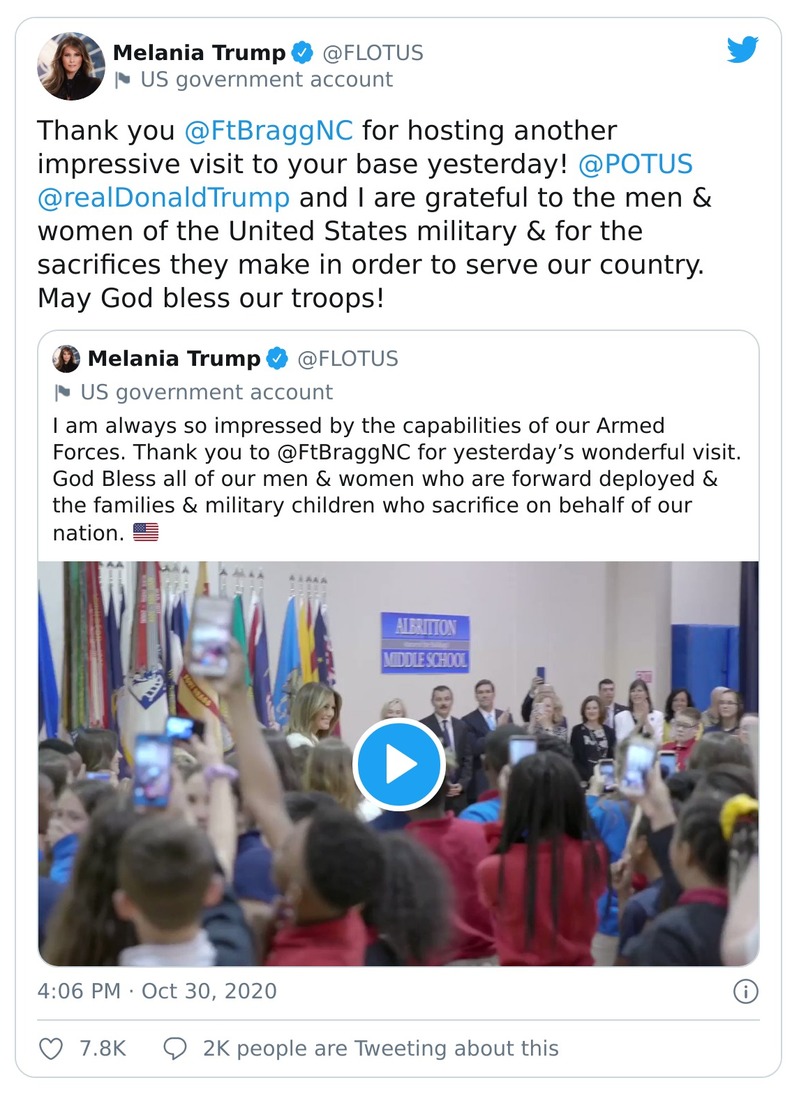 Melania Trump @FLOTUS
US government account
Thank you @FtBraggNC for hosting another
impressive visit to your base yesterday! @POTUS
@realDonaldTrump and I are grateful to the men &
women of the United States military & for the
sacrifices they make in order to serve our country.
May God bless our troops!
Melania Trump @FLOTUS
US government account
I am always so impressed by the capabilities of our Armed
Forces. Thank you to @FtBraggNC for yesterday’s wonderful visit.
God Bless all of our men & women who are forward deployed &
the families & military children who sacrifice on behalf of our
nation. 🇺🇸
ALBRITTON
MIDDLE SCHOOL
4:06 PM · Oct 30, 2020
7.8K 2K people are Tweeting about this